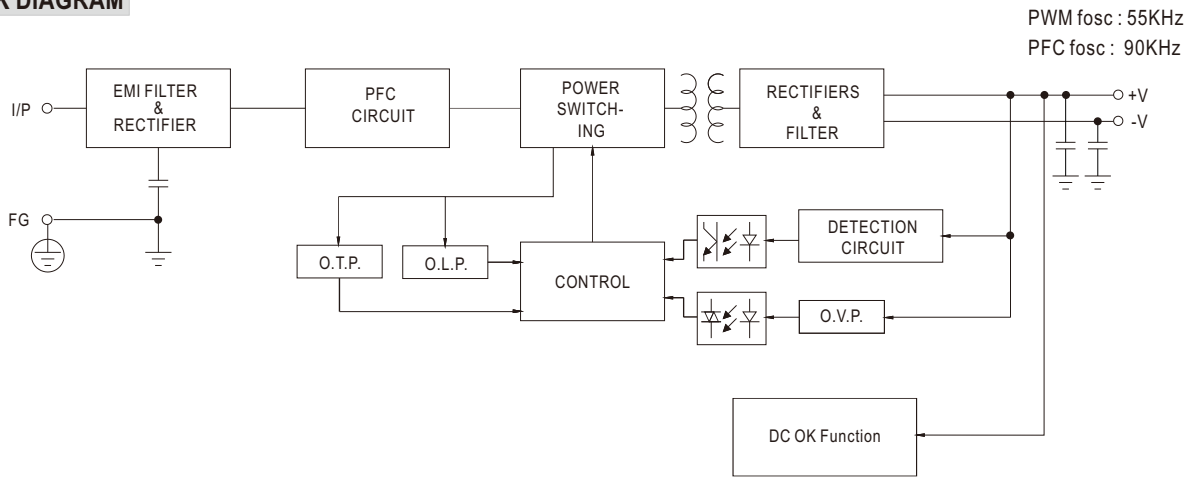 DIAGRAM
PWM fosc : 55KHz
PFC fosc : 90KHz
I/P
EMI FILTER
&
RECTIFIER
PFC
CIRCUIT
POWER
SWITCH-
ING
RECTIFIERS
&
FILTER
+V
-V
FG
O.T.P.
O.L.P.
CONTROL
DETECTION
CIRCUIT
O.V.P.
DC OK Function